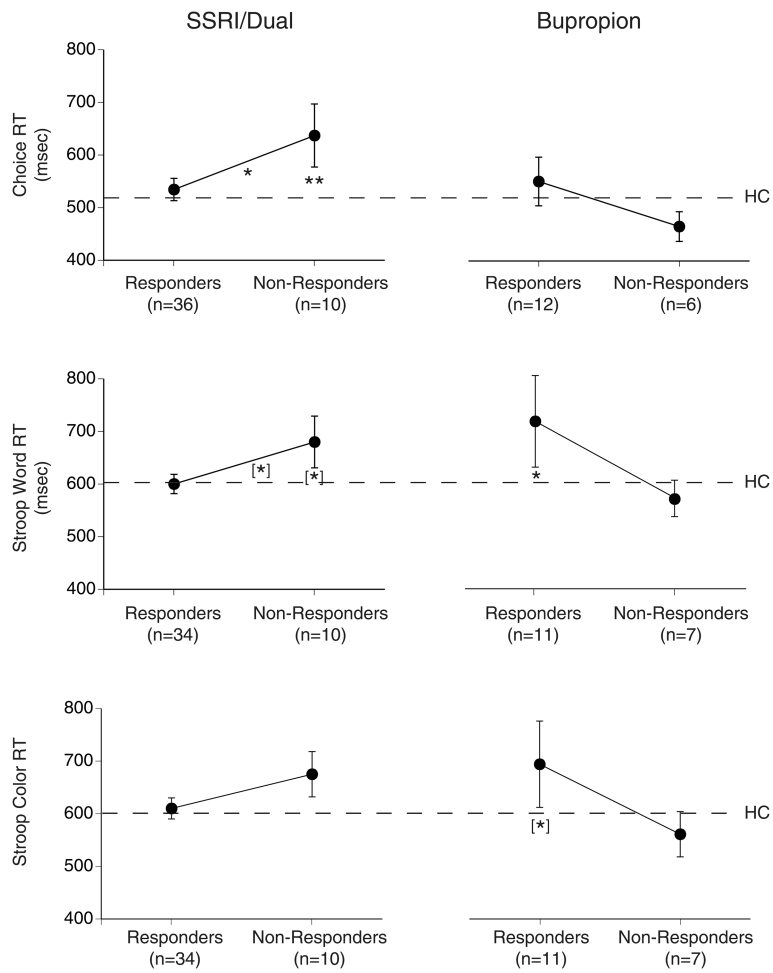 SSRI/Dual Bupropion
800
700
600
500
400
Choice RT
(msec)
* **
HC
Responders Non-Responders Responders Non-Responders
(n=36) (n=10) (n=12) (n=6)
800
700
600
500
400
Stroop Word RT
(msec)
[*] [*] *
HC
Responders Non-Responders Responders Non-Responders
(n=34) (n=10) (n=11) (n=7)
800
700
600
500
400
Stroop Color RT
[*]
HC
Responders Non-Responders Responders Non-Responders
(n=34) (n=10) (n=11) (n=7)